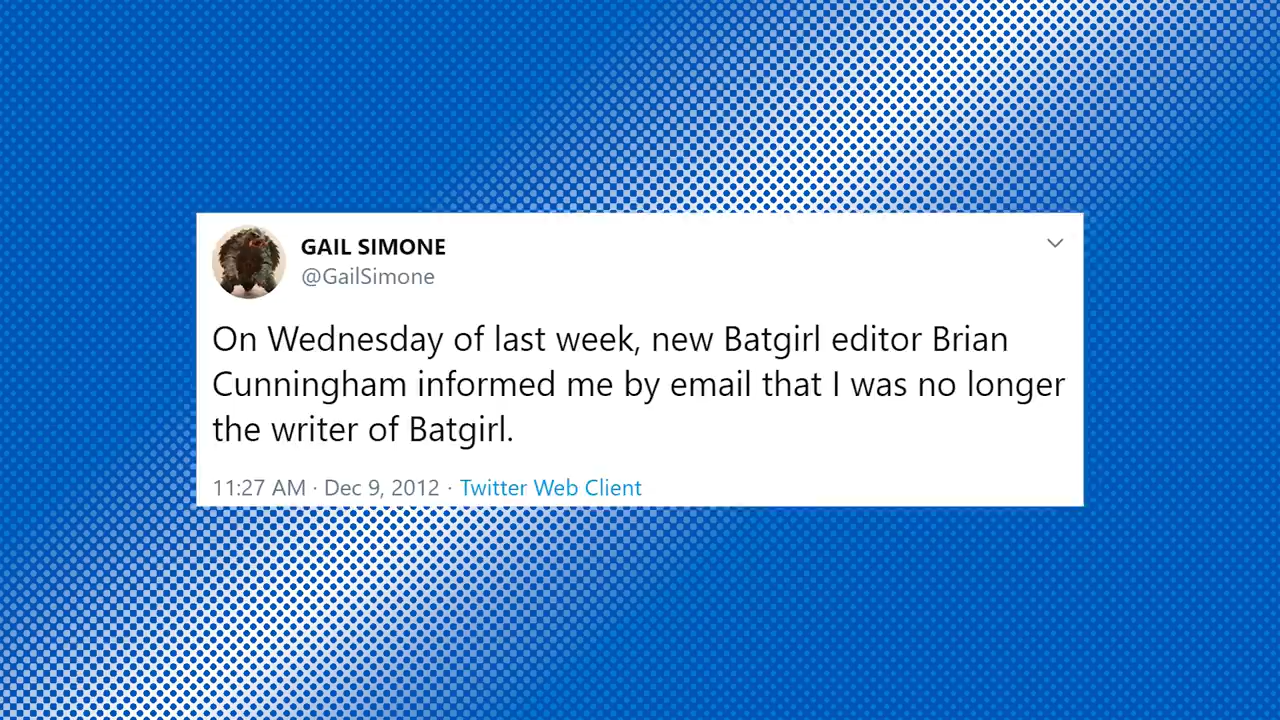 GAIL SIMONE
@GailSimone
On Wednesday of last week, new Batgirl editor Brian
Cunningham informed me by email that I was no longer
the writer of Batgirl.
11:27 AM · Dec 9, 2012 · Twitter Web Client